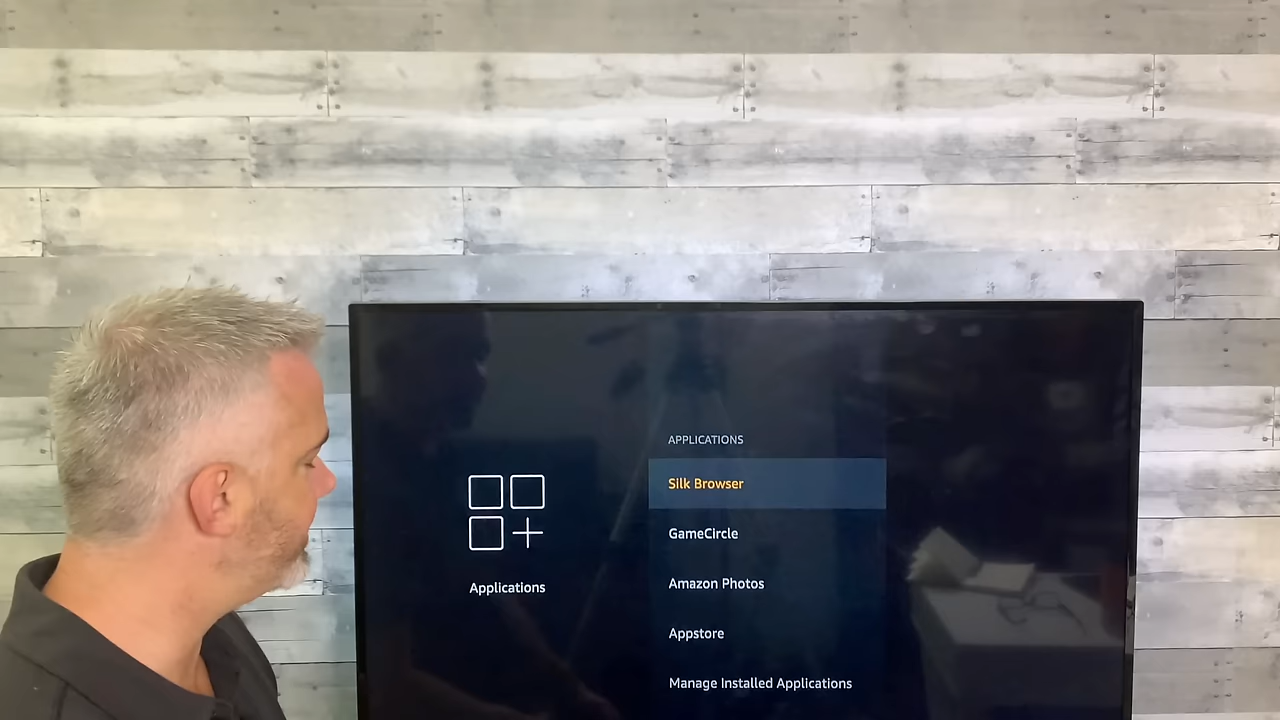 APPLICATIONS
Silk Browser
GameCircle
Amazon Photos
Appstore
Manage Installed Applications
Applications